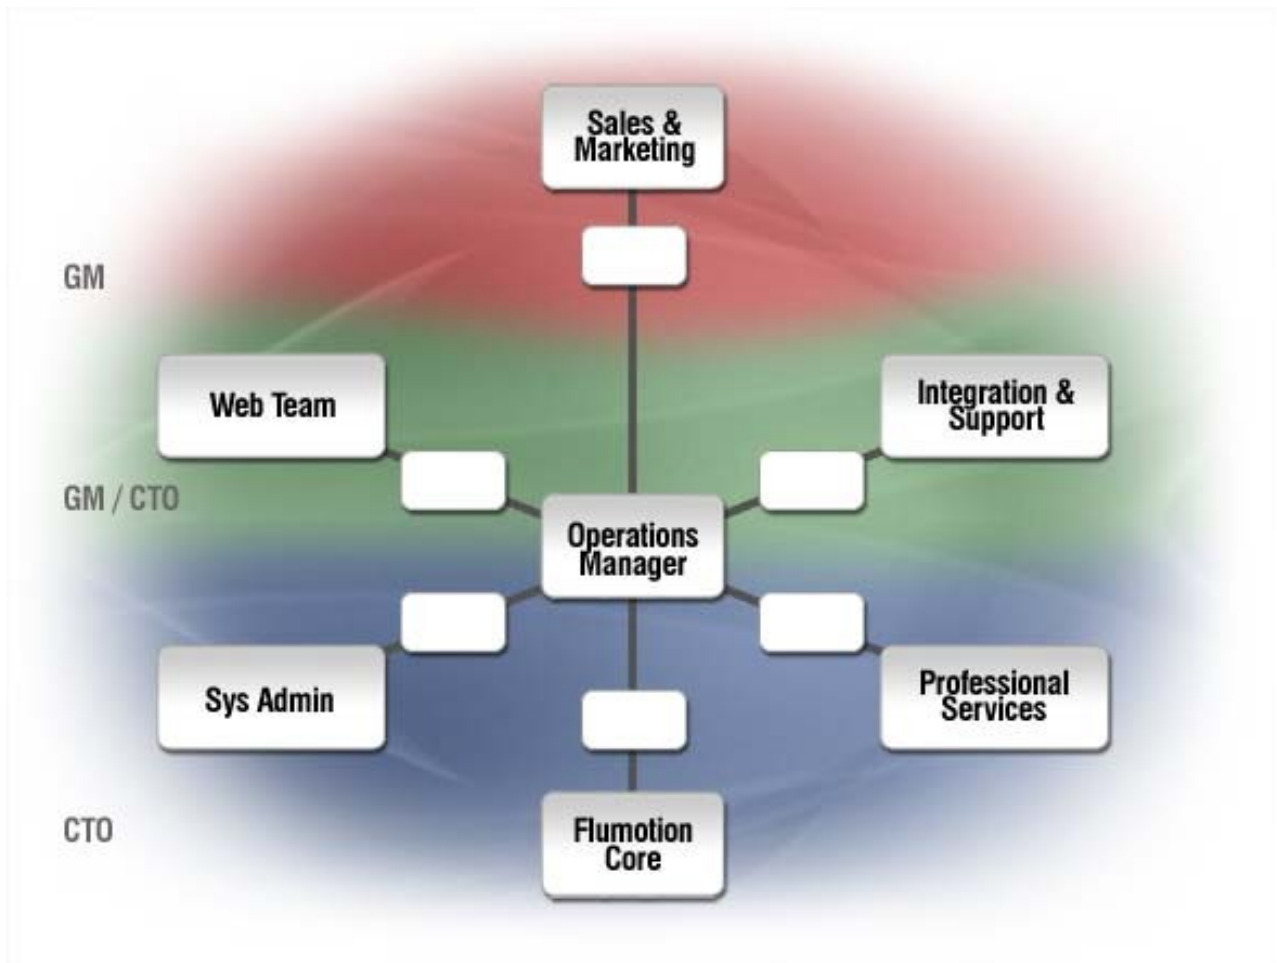 Sales &
Marketing
GM
Web Team
Integration &
Support
GM / CTO
Operations
Manager
Sys Admin
Professional
Services
CTO
Flumotion
Core